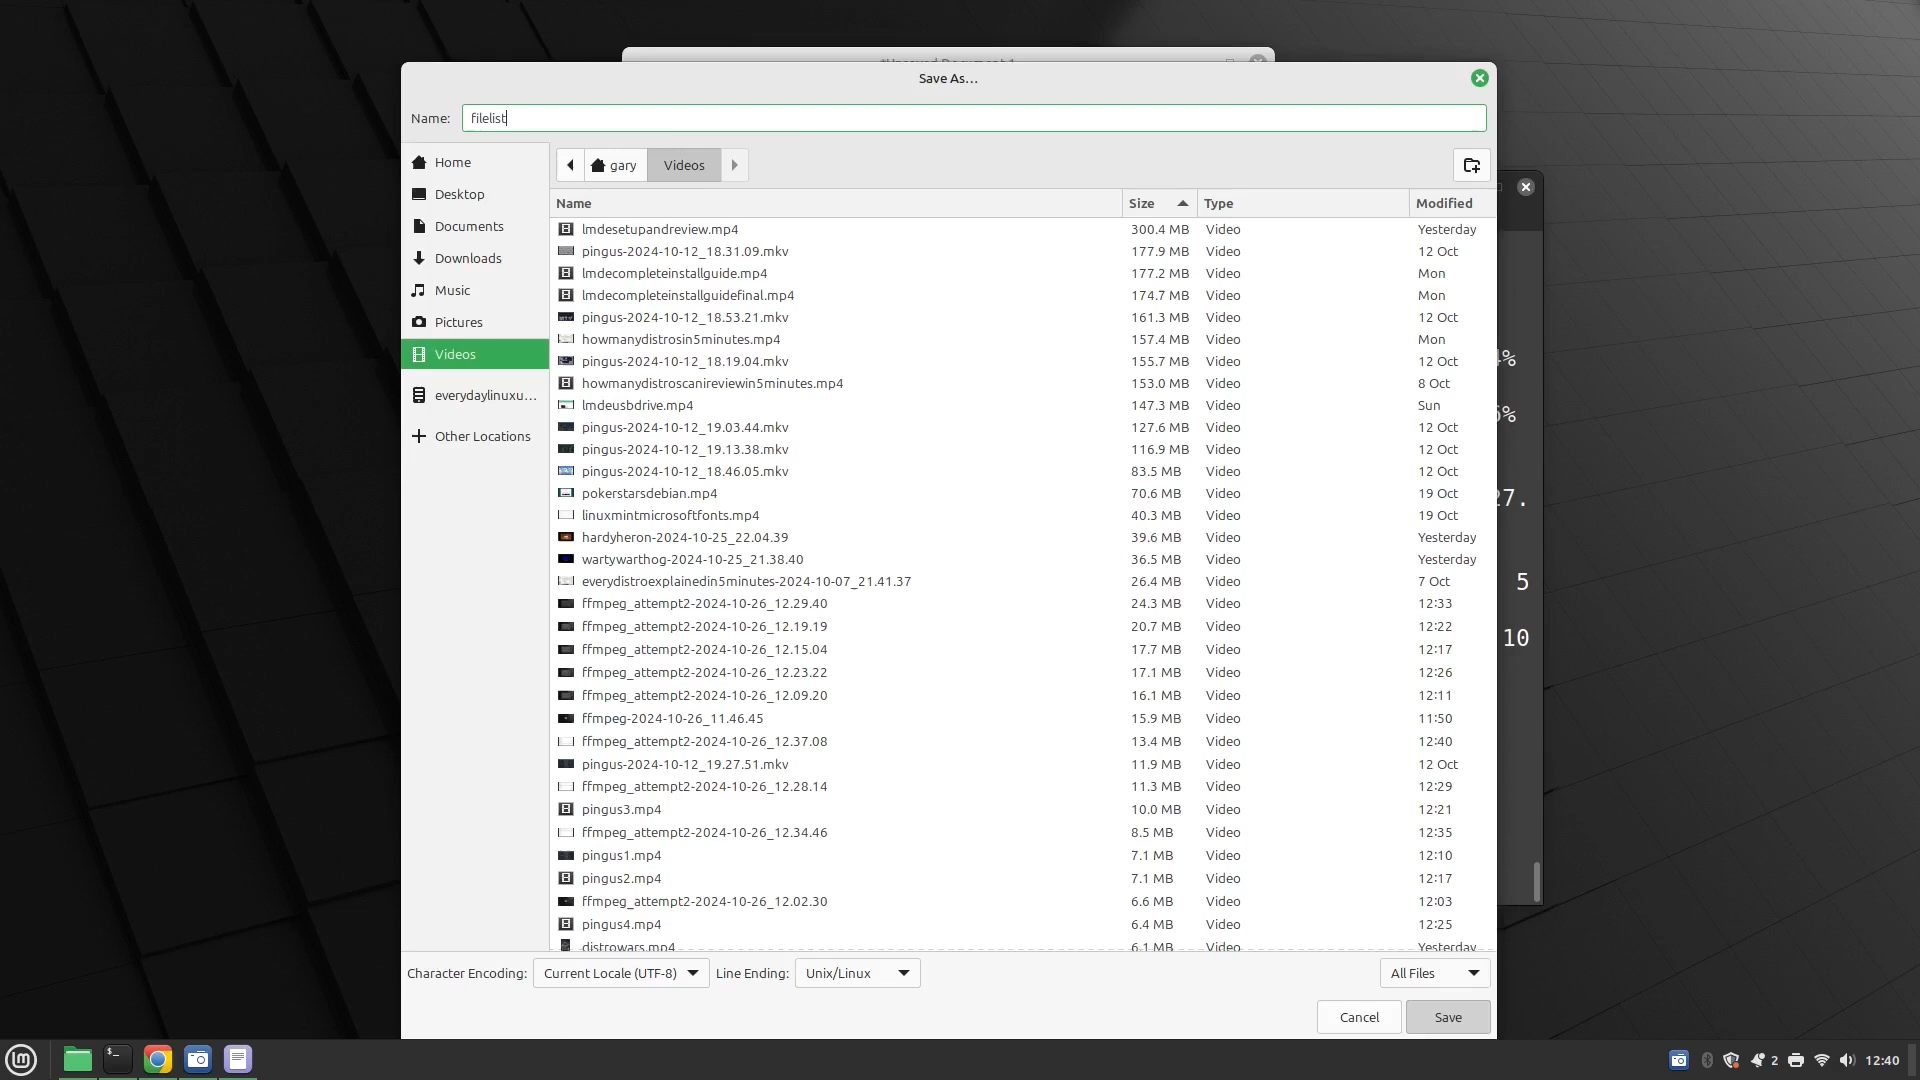 Save As…
Name: filelist
Home
Desktop
Documents
Downloads
Music
Pictures
Videos
everydaylinuxu…
Other Locations
gary Videos
Name Size Type Modified
lmdesetupandreview.mp4 300.4 MB Video Yesterday
pingus-2024-10-12_18.31.09.mkv 177.9 MB Video 12 Oct
lmdecompleteinstallguide.mp4 177.2 MB Video Mon
lmdecompleteinstallguidefinal.mp4 174.7 MB Video Mon
pingus-2024-10-12_18.53.21.mkv 161.3 MB Video 12 Oct
howmanydistrosin5minutes.mp4 157.4 MB Video Mon
pingus-2024-10-12_18.19.04.mkv 155.7 MB Video 12 Oct
howmanydistroscanireviewin5minutes.mp4 153.0 MB Video 8 Oct
lmdeusbdrive.mp4 147.3 MB Video Sun
pingus-2024-10-12_19.03.44.mkv 127.6 MB Video 12 Oct
pingus-2024-10-12_19.13.38.mkv 116.9 MB Video 12 Oct
pingus-2024-10-12_18.46.05.mkv 83.5 MB Video 12 Oct
pokerstarsdebian.mp4 70.6 MB Video 19 Oct
linuxmintmicrosoftfonts.mp4 40.3 MB Video 19 Oct
hardyheron-2024-10-25_22.04.39 39.6 MB Video Yesterday
wartywarthog-2024-10-25_21.38.40 36.5 MB Video Yesterday
everydistroexplainedin5minutes-2024-10-07_21.41.37 26.4 MB Video 7 Oct
ffmpeg_attempt2-2024-10-26_12.29.40 24.3 MB Video 12:33
ffmpeg_attempt2-2024-10-26_12.19.19 20.7 MB Video 12:22
ffmpeg_attempt2-2024-10-26_12.15.04 17.7 MB Video 12:17
ffmpeg_attempt2-2024-10-26_12.23.22 17.1 MB Video 12:26
ffmpeg_attempt2-2024-10-26_12.09.20 16.1 MB Video 12:11
ffmpeg-2024-10-26_11.46.45 15.9 MB Video 11:50
ffmpeg_attempt2-2024-10-26_12.37.08 13.4 MB Video 12:40
pingus-2024-10-12_19.27.51.mkv 11.9 MB Video 12 Oct
ffmpeg_attempt2-2024-10-26_12.28.14 11.3 MB Video 12:29
pingus3.mp4 10.0 MB Video 12:21
ffmpeg_attempt2-2024-10-26_12.34.46 8.5 MB Video 12:35
pingus1.mp4 7.1 MB Video 12:10
pingus2.mp4 7.1 MB Video 12:17
ffmpeg_attempt2-2024-10-26_12.02.30 6.6 MB Video 12:03
pingus4.mp4 6.4 MB Video 12:25
distrowars.mp4 6.1 MB Video Yesterday
%
%
27.
5
10
Character Encoding: Current Locale (UTF-8) Line Ending: Unix/Linux All Files
Cancel Save
2 12:40